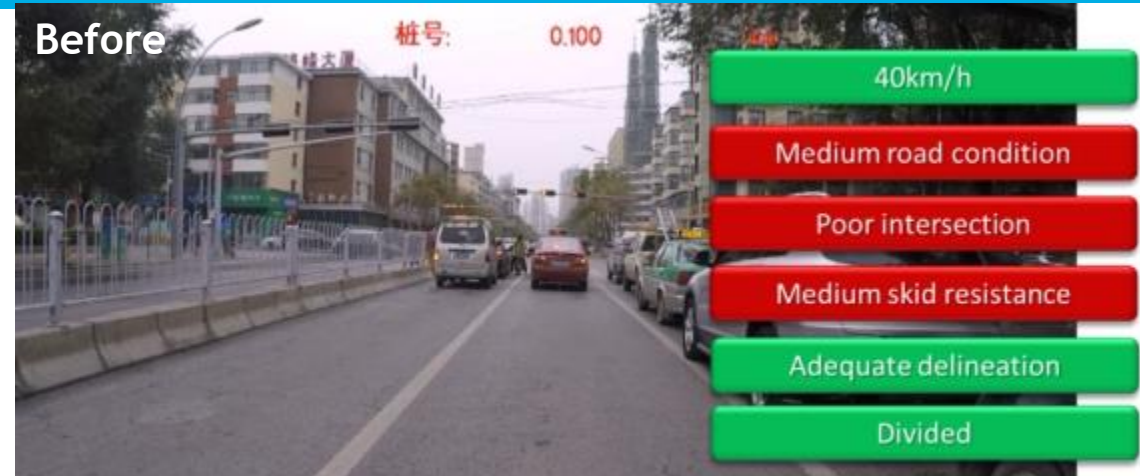 Before
桩号: 0.100
40km/h
Medium road condition
Poor intersection
Medium skid resistance
Adequate delineation
Divided